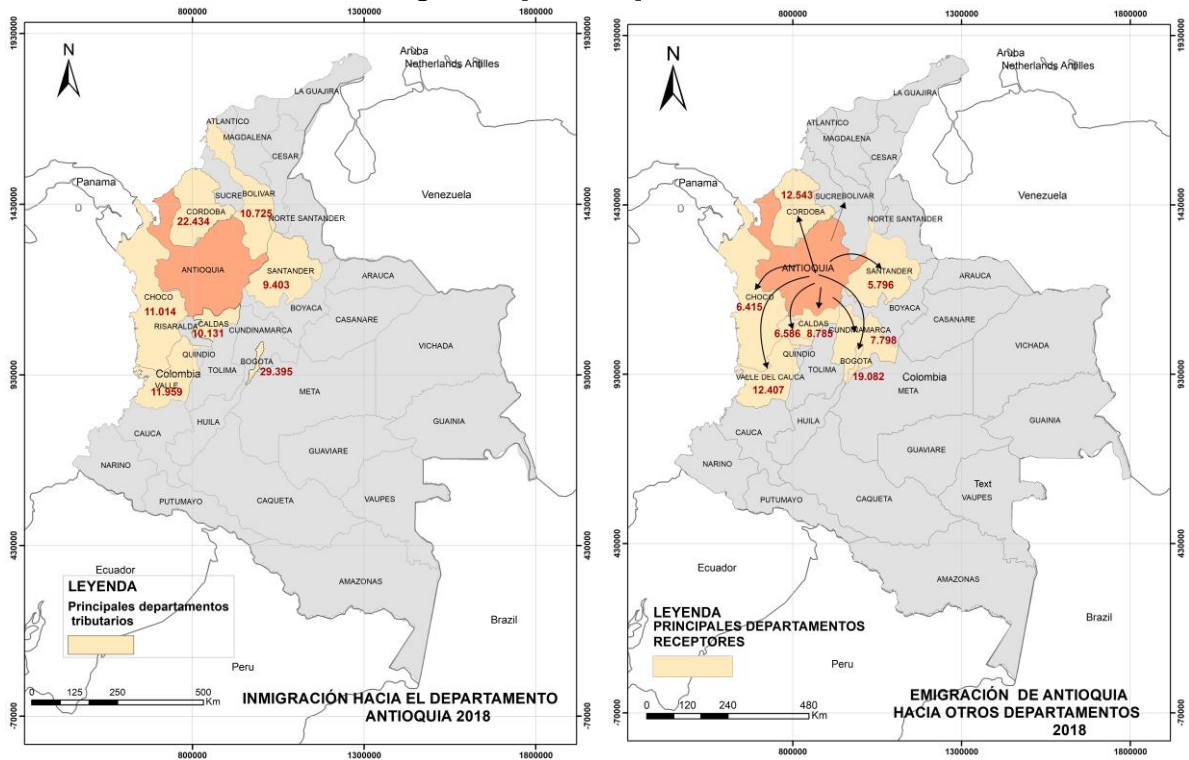 800000 1300000 1800000
1930000
1430000
930000
430000
-70000
N
Aruba
Netherlands Antilles
LA GUAJIRA
ATLANTICO
MAGDALENA
CESAR
Panama
Venezuela
SUCRE BOLIVAR
CORDOBA
22.434
10.725
NORTE SANTANDER
ANTIOQUIA
SANTANDER
9.403
ARAUCA
CHOCO
11.014
BOYACA
CASANARE
RISARALDA
CALDAS
10.131
CUNDINAMARCA
VICHADA
QUINDIO
BOGOTA
29.395
TOLIMA
Colombia
VALLE
11.959
META
HUILA
CAUCA
GUAINIA
GUAVIARE
NARINO
PUTUMAYO
CAQUETA
VAUPES
Ecuador
AMAZONAS
Brazil
Peru
LEYENDA
Principales departamentos
tributarios
0 125 250 500
Km
INMIGRACIÓN HACIA EL DEPARTAMENTO
ANTIOQUIA 2018
800000 1300000 1800000
800000 1300000 1800000
1930000
1430000
930000
430000
-70000
N
Aruba
Netherlands Antilles
LA GUAJIRA
ATLANTICO
MAGDALENA
CESAR
Panama
Venezuela
12.543
SUCRE BOLIVAR
CORDOBA
NORTE SANTANDER
ANTIOQUIA
SANTANDER
5.796
ARAUCA
CHOCO
6.415
BOYACA
CASANARE
CALDAS
6.586 8.785
CUNDINAMARCA
7.798
VICHADA
QUINDIO
BOGOTA
TOLIMA
19.082
Colombia
VALLE DEL CAUCA
12.407
META
HUILA
CAUCA
GUAINIA
GUAVIARE
NARINO
Text
PUTUMAYO
CAQUETA
VAUPES
Ecuador
AMAZONAS
Brazil
Peru
LEYENDA
PRINCIPALES DEPARTAMENTOS
RECEPTORES
0 120 240 480
Km
EMIGRACIÓN DE ANTIOQUIA
HACIA OTROS DEPARTAMENTOS
2018
800000 1300000 1800000